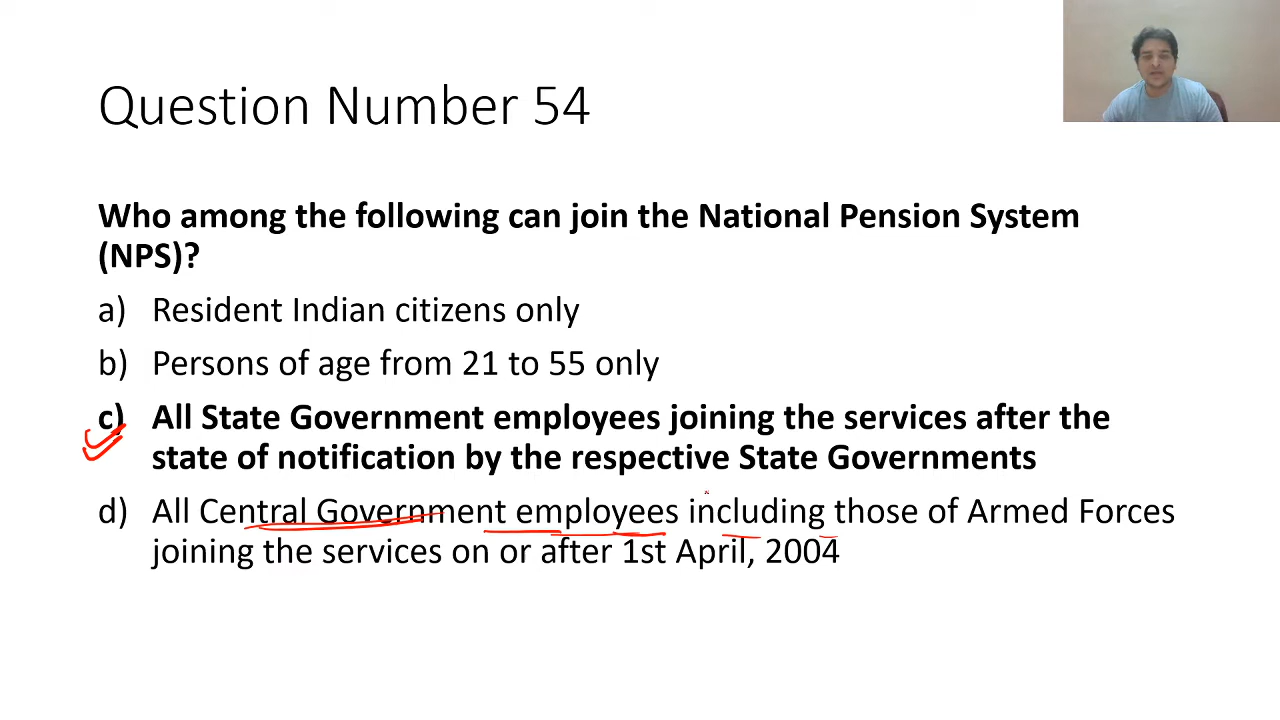 Question Number 54
Who among the following can join the National Pension System
(NPS)?
a) Resident Indian citizens only
b) Persons of age from 21 to 55 only
c) All State Government employees joining the services after the
state of notification by the respective State Governments
d) All Central Government employees including those of Armed Forces
joining the services on or after 1st April, 2004